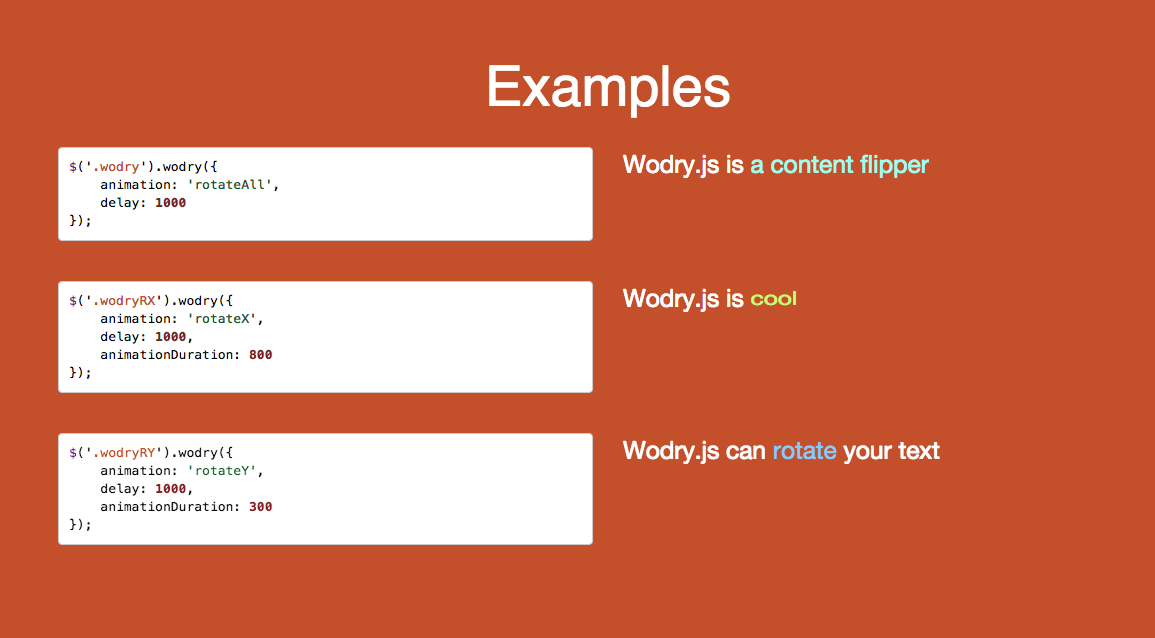 Examples
$('.wodry').wodry({
    animation: 'rotateAll',
    delay: 1000
});
Wodry.js is a content flipper
$('.wodryRX').wodry({
    animation: 'rotateX',
    delay: 1000,
    animationDuration: 800
});
Wodry.js is cool
$('.wodryRY').wodry({
    animation: 'rotateY',
    delay: 1000,
    animationDuration: 300
});
Wodry.js can rotate your text